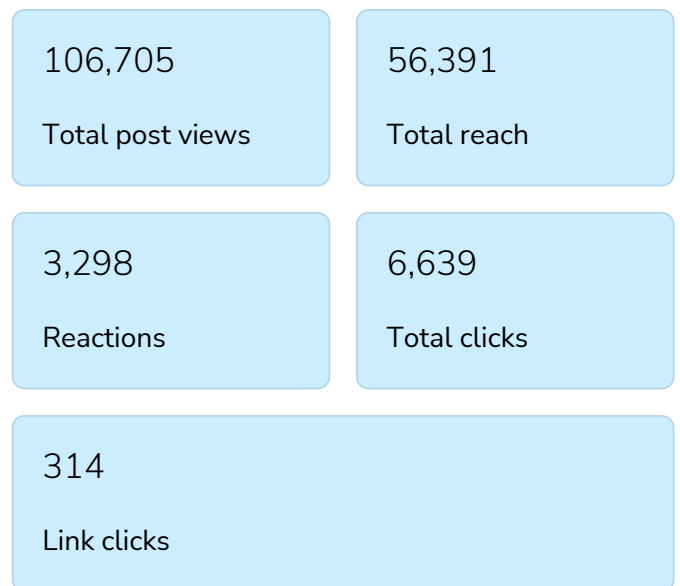 106,705
Total post views
56,391
Total reach
3,298
Reactions
6,639
Total clicks
314
Link clicks